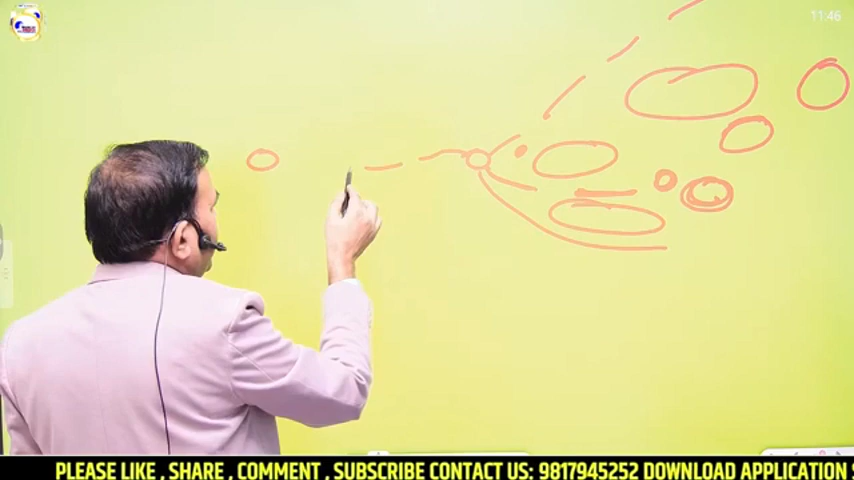 11:46
PLEASE LIKE , SHARE , COMMENT , SUBSCRIBE CONTACT US: 9817945252 DOWNLOAD APPLICATION